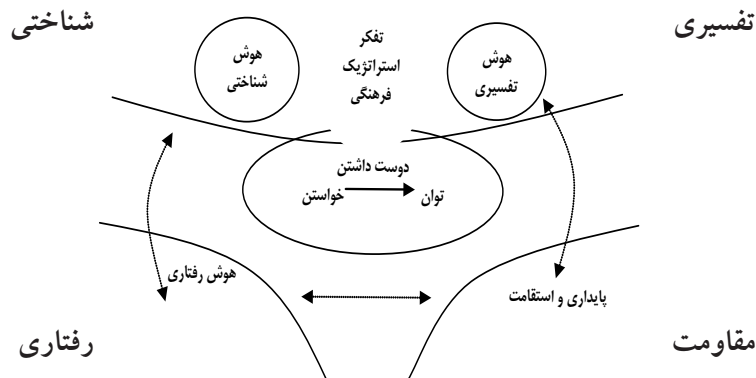 تفسیری
شناختی
تفکر
استراتژیک
فرهنگی
هوش
تفسیری
هوش
شناختی
دوست داشتن
توان
خواستن
هوش رفتاری
پایداری و استقامت
مقاومت
رفتاری